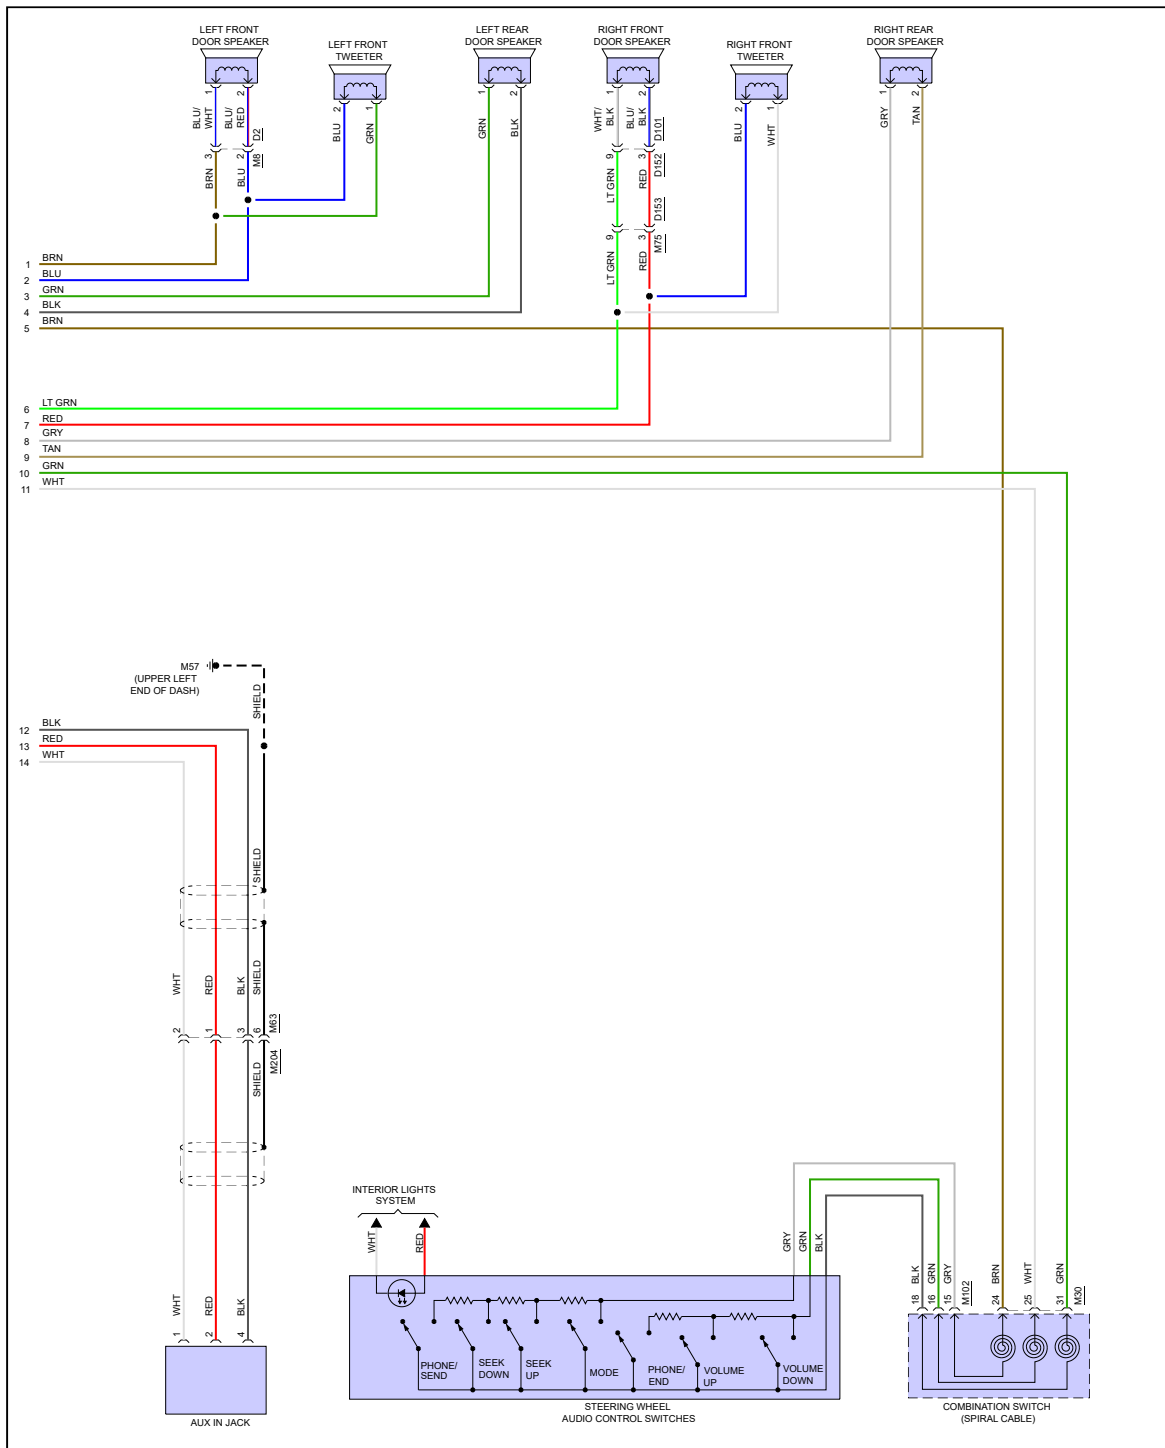 LEFT FRONT
DOOR SPEAKER
LEFT FRONT
TWEETER
LEFT REAR
DOOR SPEAKER
RIGHT FRONT
DOOR SPEAKER
RIGHT FRONT
TWEETER
RIGHT REAR
DOOR SPEAKER
1
2
2
1
1
2
1
2
2
1
1
2
BLU/
WHT
BLU/
RED
D2
BLU
GRN
GRN
BLK
WHT/
BLK
BLU/
BLK
D101
BLU
WHT
GRY
TAN
3
2
M8
9
3
D152
BRN
BLU
LT GRN
RED
D153
9
3
M75
LT GRN
RED
1 BRN
2 BLU
3 GRN
4 BLK
5 BRN
6 LT GRN
7 RED
8 GRY
9 TAN
10 GRN
11 WHT
M57
(UPPER LEFT
END OF DASH)
SHIELD
12 BLK
13 RED
14 WHT
SHIELD
WHT
RED
BLK
SHIELD
2
1
3
6
M63
M204
SHIELD
INTERIOR LIGHTS
SYSTEM
WHT
RED
GRY
GRN
BLK
BLK
GRN
GRY
BRN
WHT
GRN
18
16
15
M102
24
25
31
M30
WHT
RED
BLK
1
2
4
PHONE/
SEND
SEEK
DOWN
SEEK
UP
MODE
PHONE/
END
VOLUME
UP
VOLUME
DOWN
AUX IN JACK
STEERING WHEEL
AUDIO CONTROL SWITCHES
COMBINATION SWITCH
(SPIRAL CABLE)